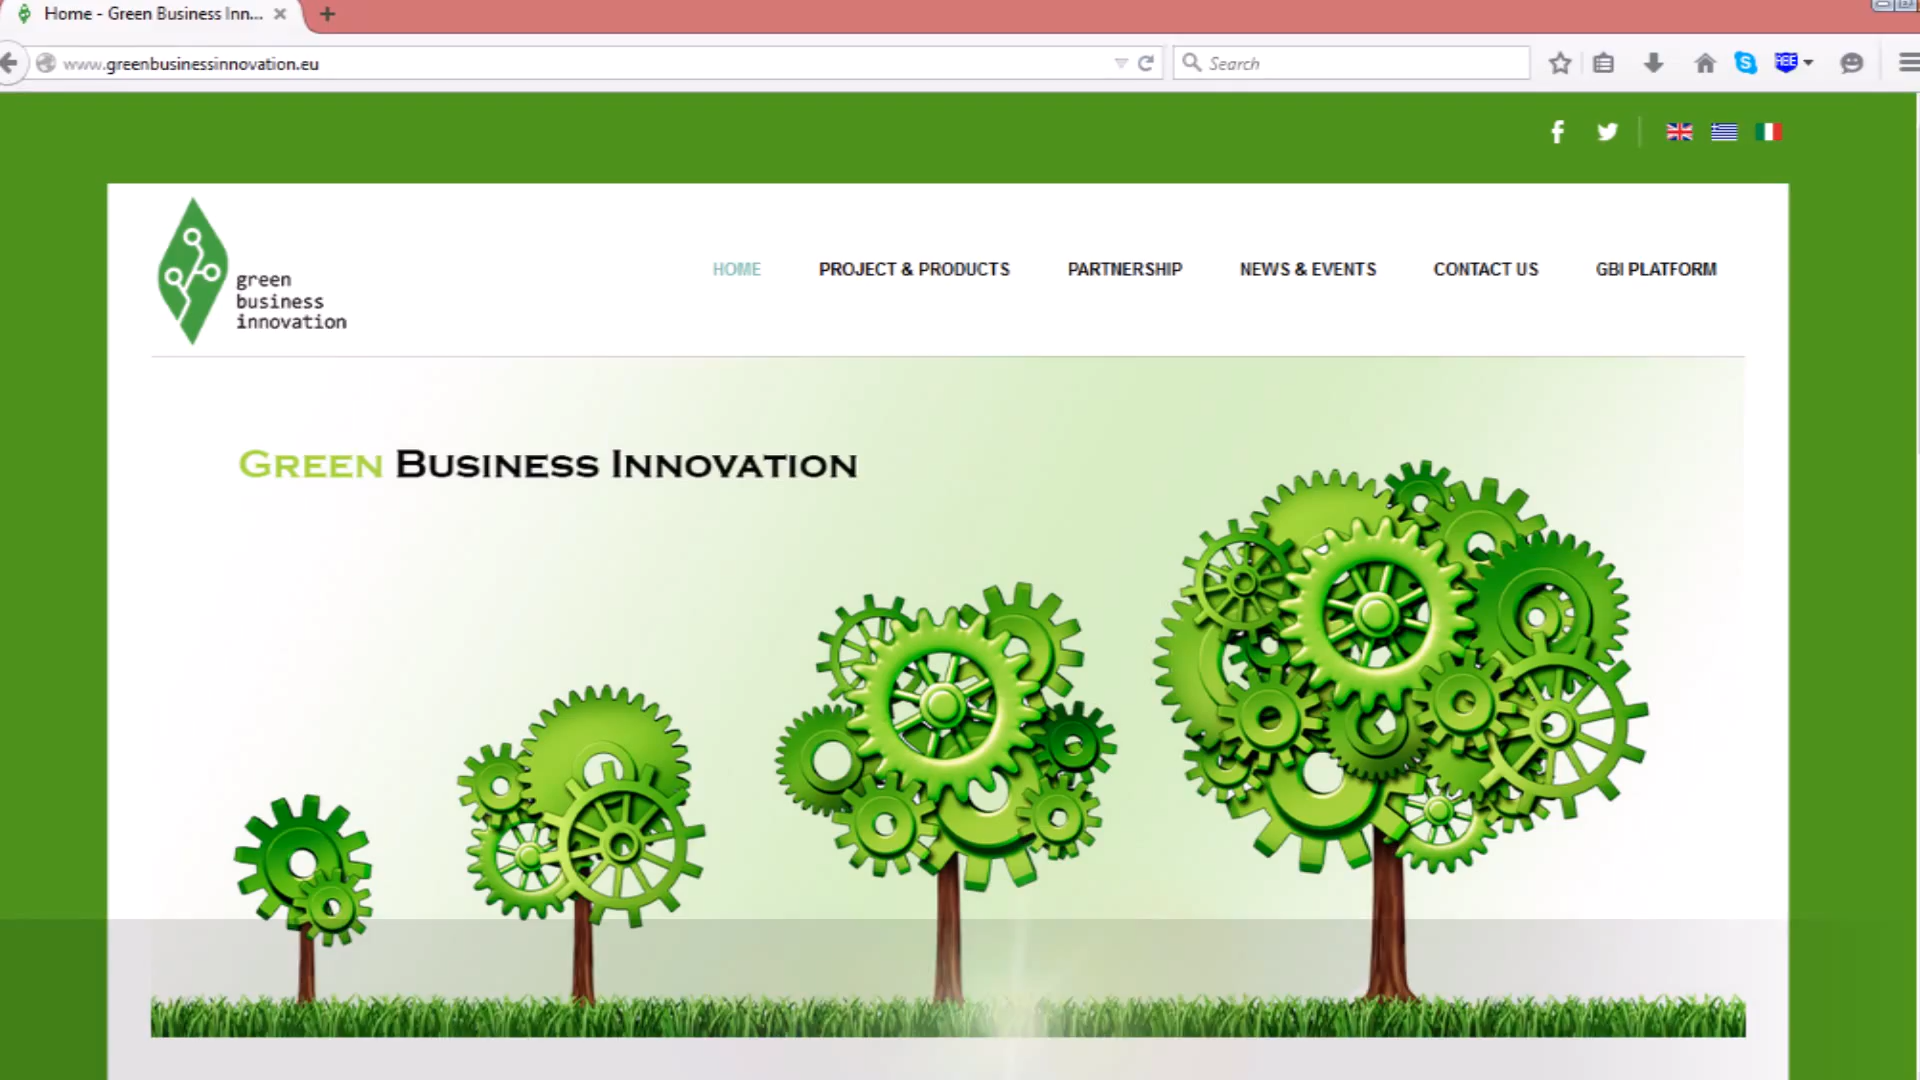 Home - Green Business Inn...
www.greenbusinessinnovation.eu
Search
ABE
green
business
innovation
HOME
PROJECT & PRODUCTS
PARTNERSHIP
NEWS & EVENTS
CONTACT US
GBI PLATFORM
GREEN BUSINESS INNOVATION